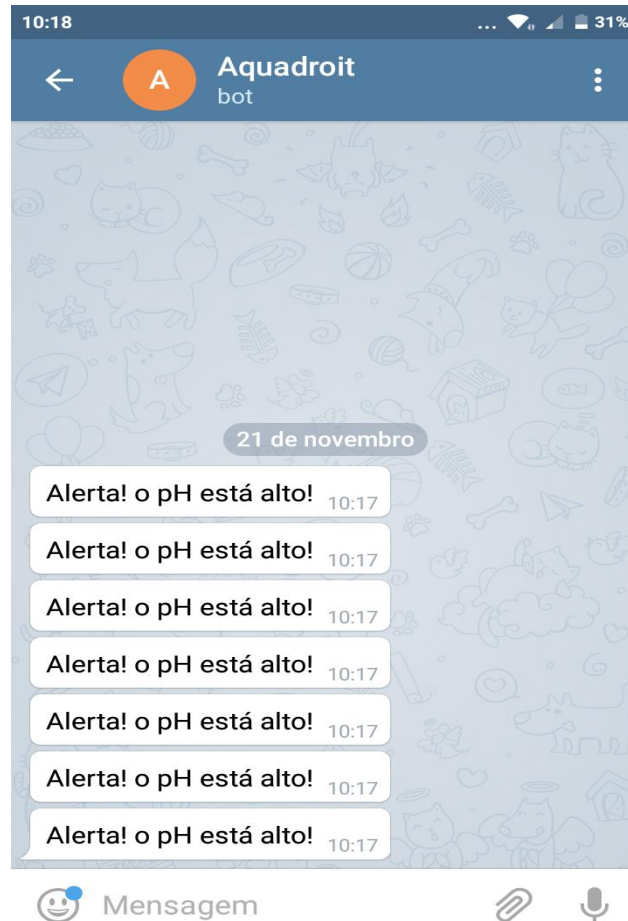 10:18
... 31%
A
Aquadroit
bot
21 de novembro
Alerta! o pH está alto! 10:17
Alerta! o pH está alto! 10:17
Alerta! o pH está alto! 10:17
Alerta! o pH está alto! 10:17
Alerta! o pH está alto! 10:17
Alerta! o pH está alto! 10:17
Alerta! o pH está alto! 10:17
Mensagem